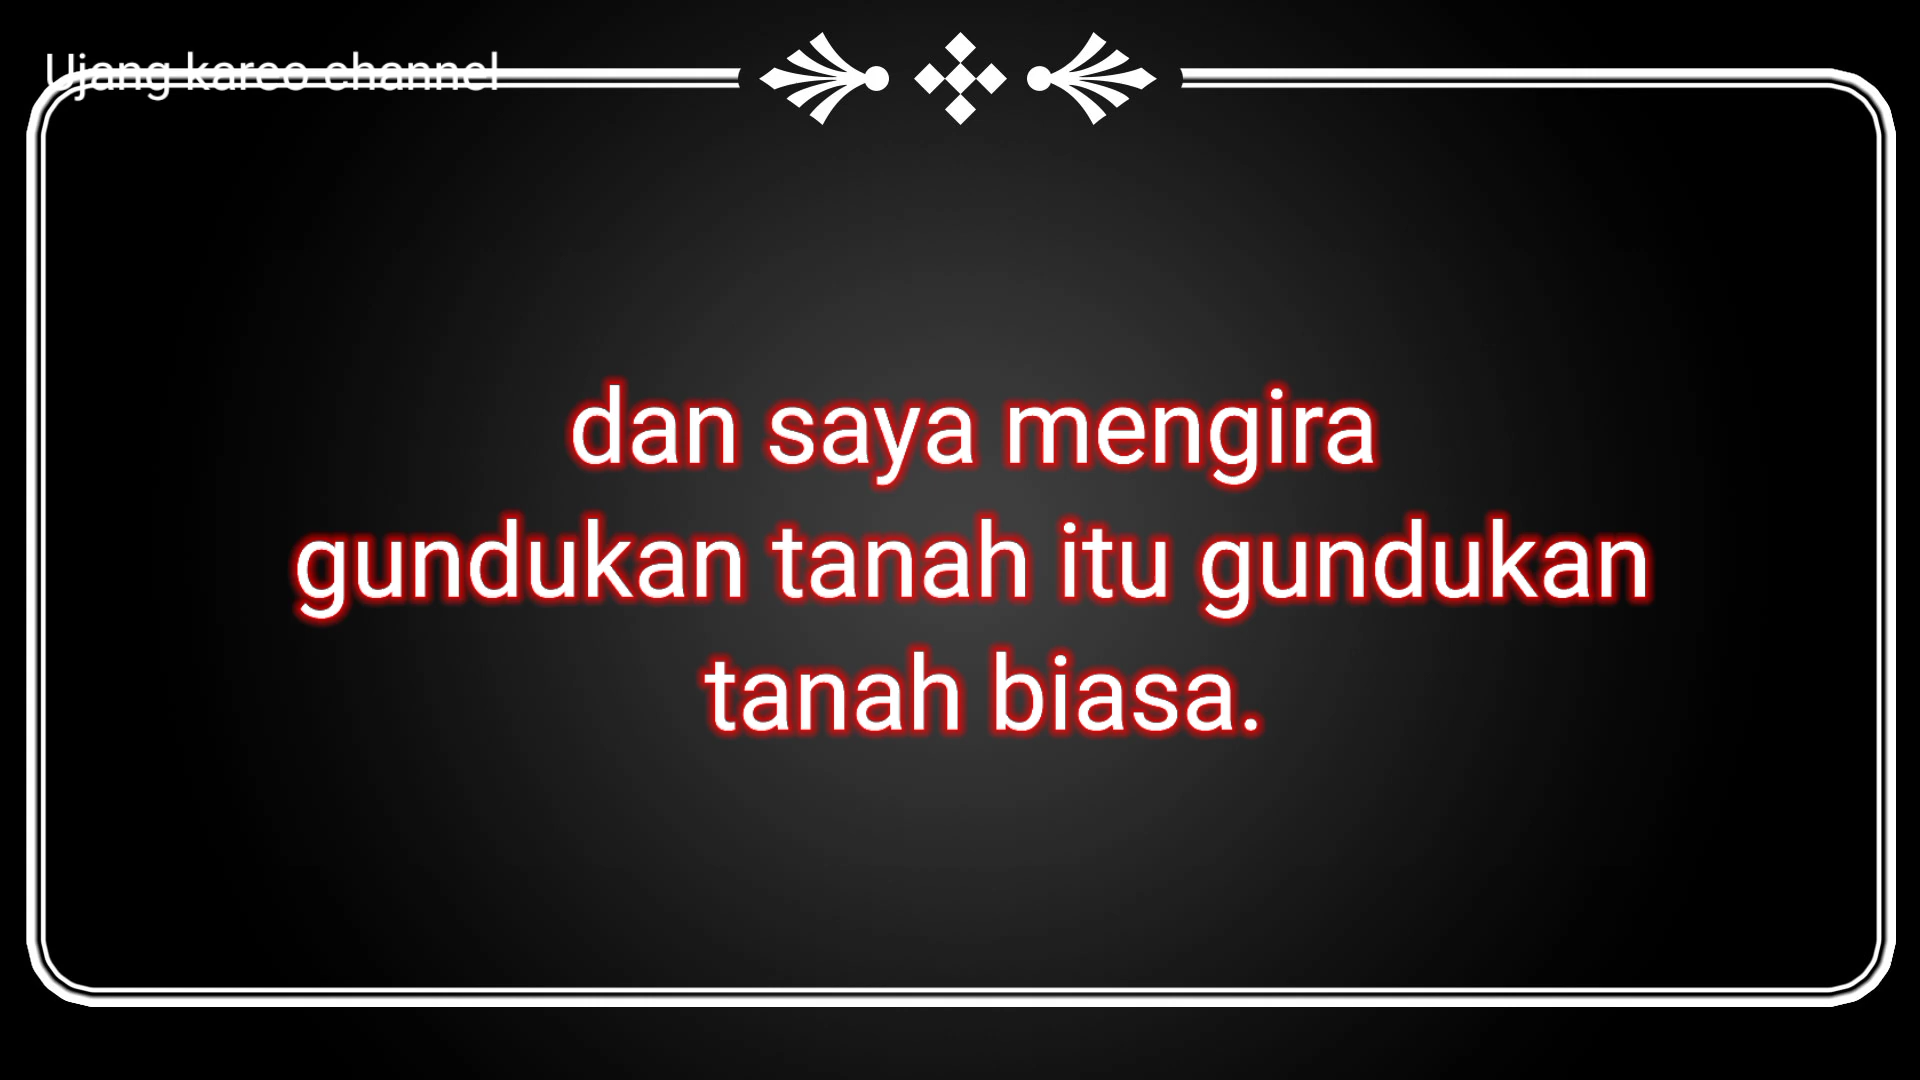 Ujang kareo channel
dan saya mengira
gundukan tanah itu gundukan
tanah biasa.